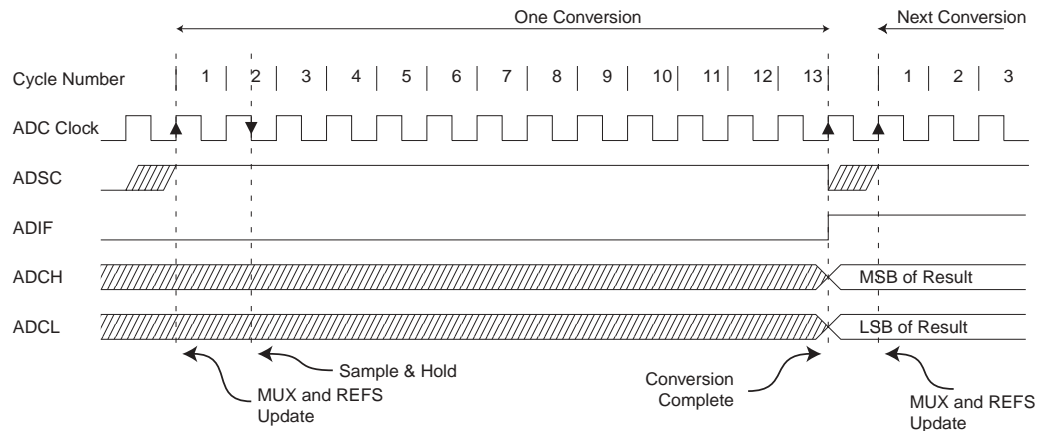 One Conversion
Next Conversion
Cycle Number 1 2 3 4 5 6 7 8 9 10 11 12 13 1 2 3
ADC Clock
ADSC
ADIF
ADCH
MSB of Result
ADCL
LSB of Result
Sample & Hold
MUX and REFS
Update
Conversion
Complete
MUX and REFS
Update